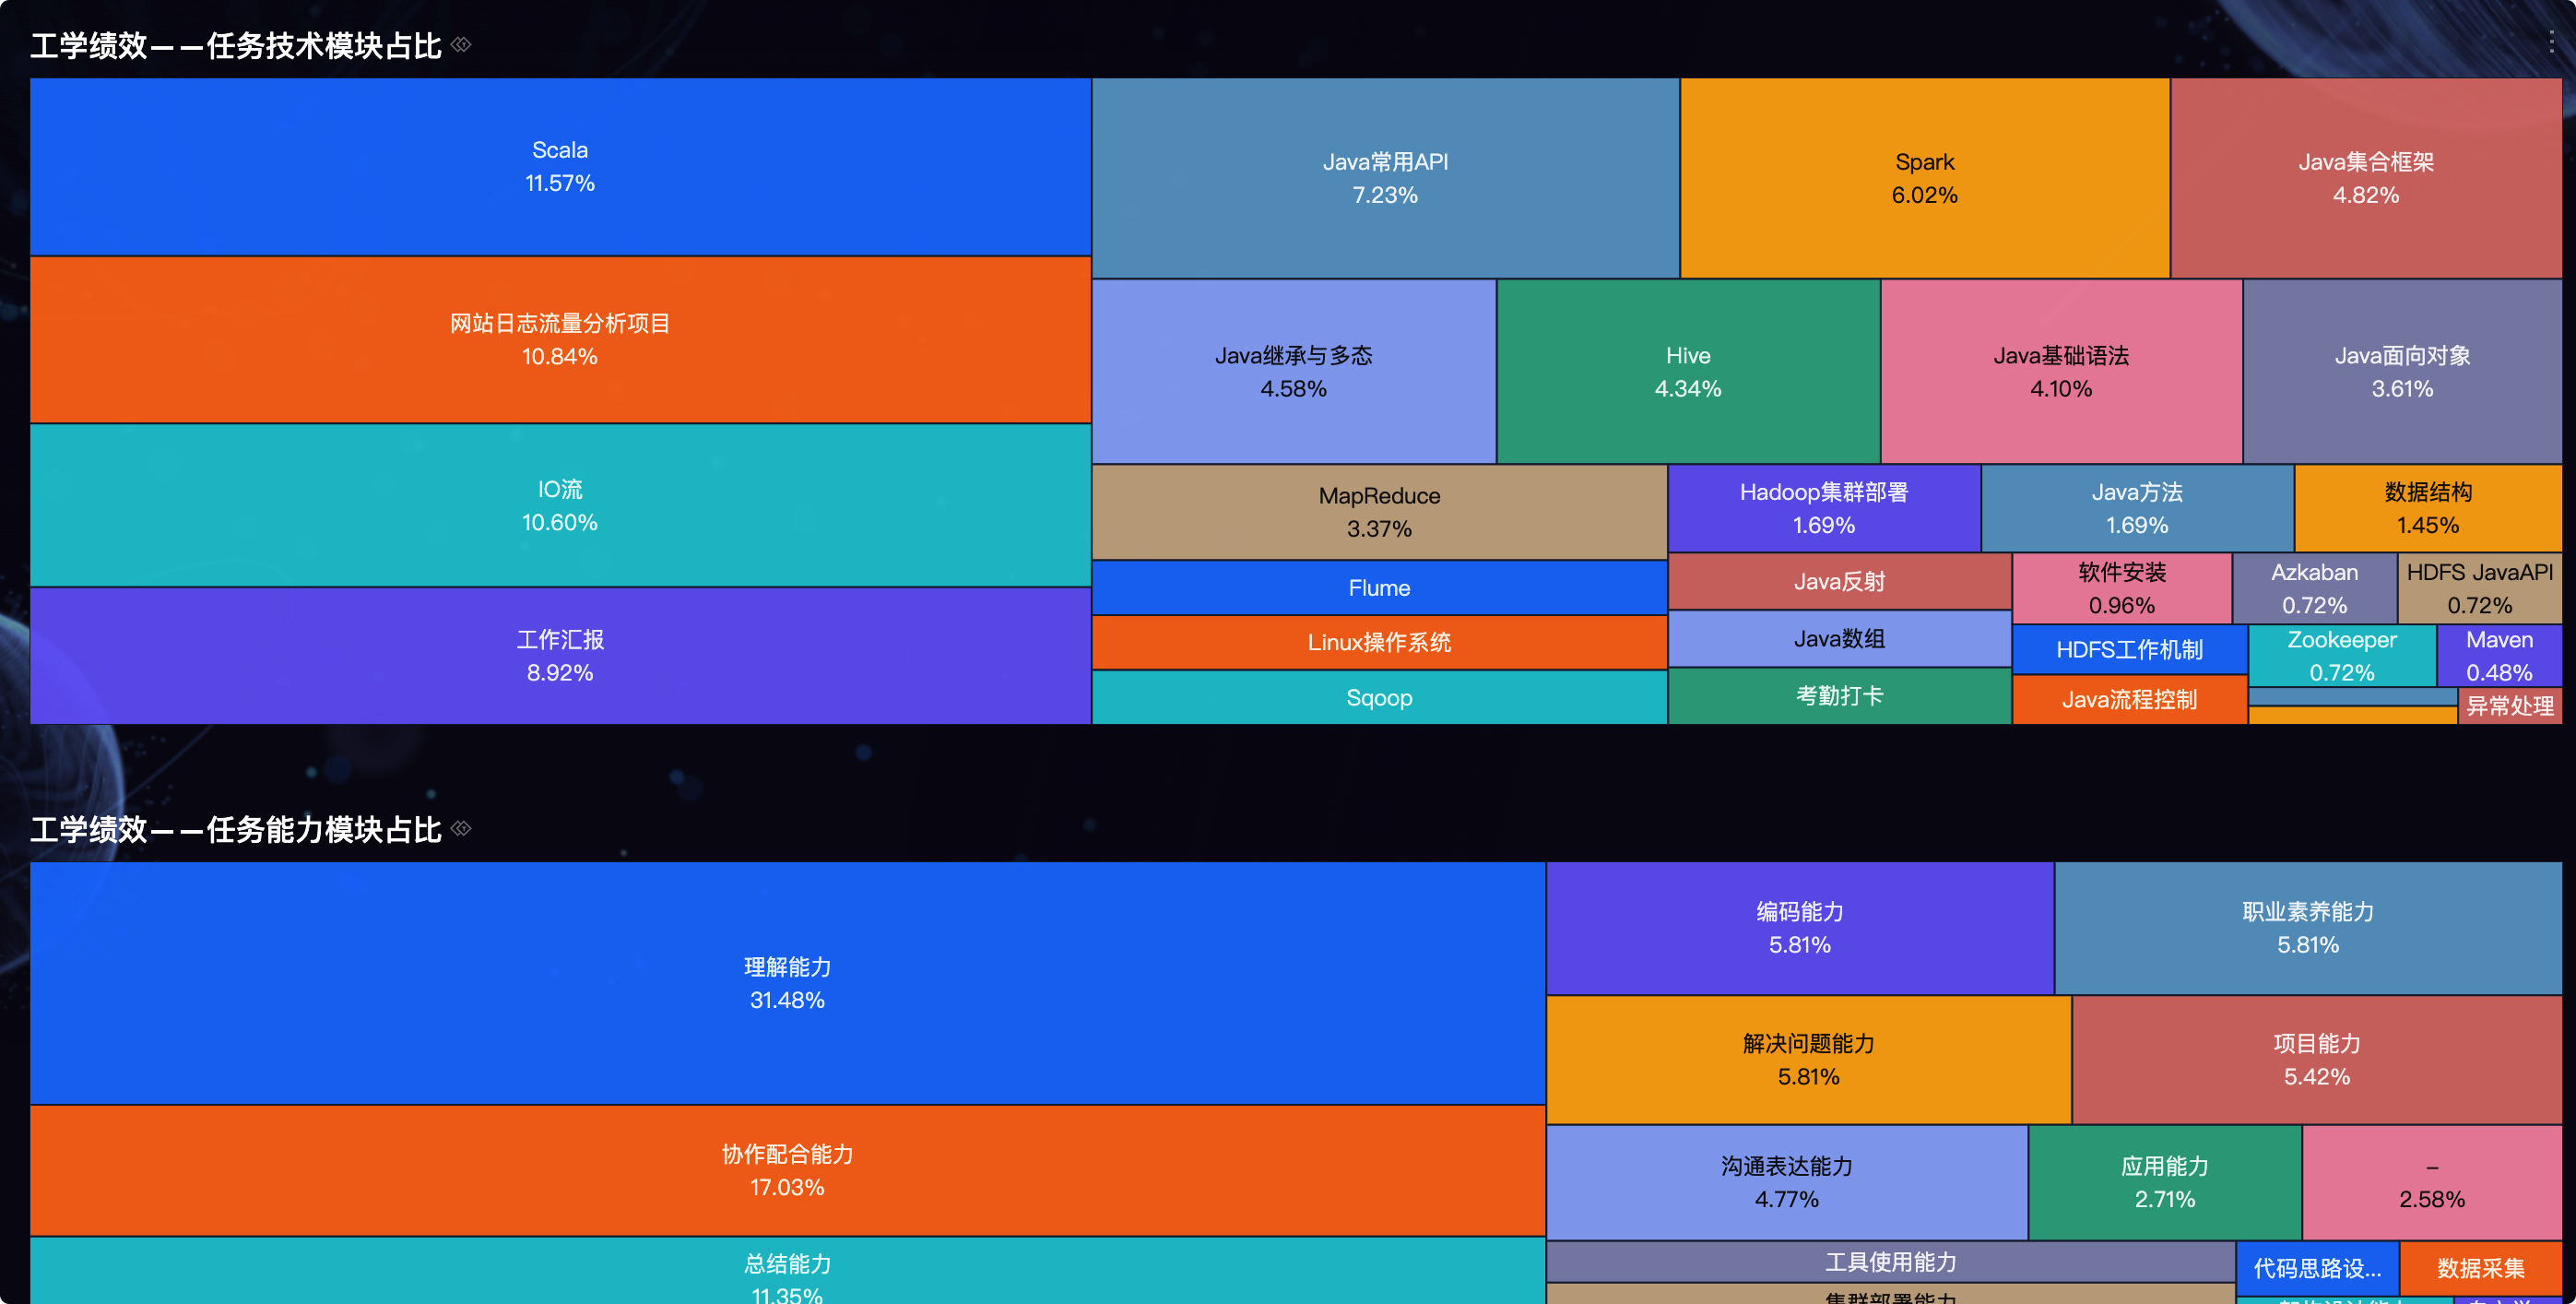 工学绩效——任务技术模块占比
Scala
11.57%
网站日志流量分析项目
10.84%
IO流
10.60%
工作汇报
8.92%
Java常用API
7.23%
Spark
6.02%
Java集合框架
4.82%
Java继承与多态
4.58%
Hive
4.34%
Java基础语法
4.10%
Java面向对象
3.61%
MapReduce
3.37%
Flume
Linux操作系统
Sqoop
Hadoop集群部署
1.69%
Java方法
1.69%
数据结构
1.45%
Java反射
Java数组
考勤打卡
软件安装
0.96%
Azkaban
0.72%
HDFS JavaAPI
0.72%
HDFS工作机制
Java流程控制
Zookeeper
0.72%
Maven
0.48%
异常处理
工学绩效——任务能力模块占比
理解能力
31.48%
协作配合能力
17.03%
总结能力
11.35%
编码能力
5.81%
职业素养能力
5.81%
解决问题能力
5.81%
项目能力
5.42%
沟通表达能力
4.77%
应用能力
2.71%
–
2.58%
工具使用能力
集群部署能力
代码思路设...
数据采集